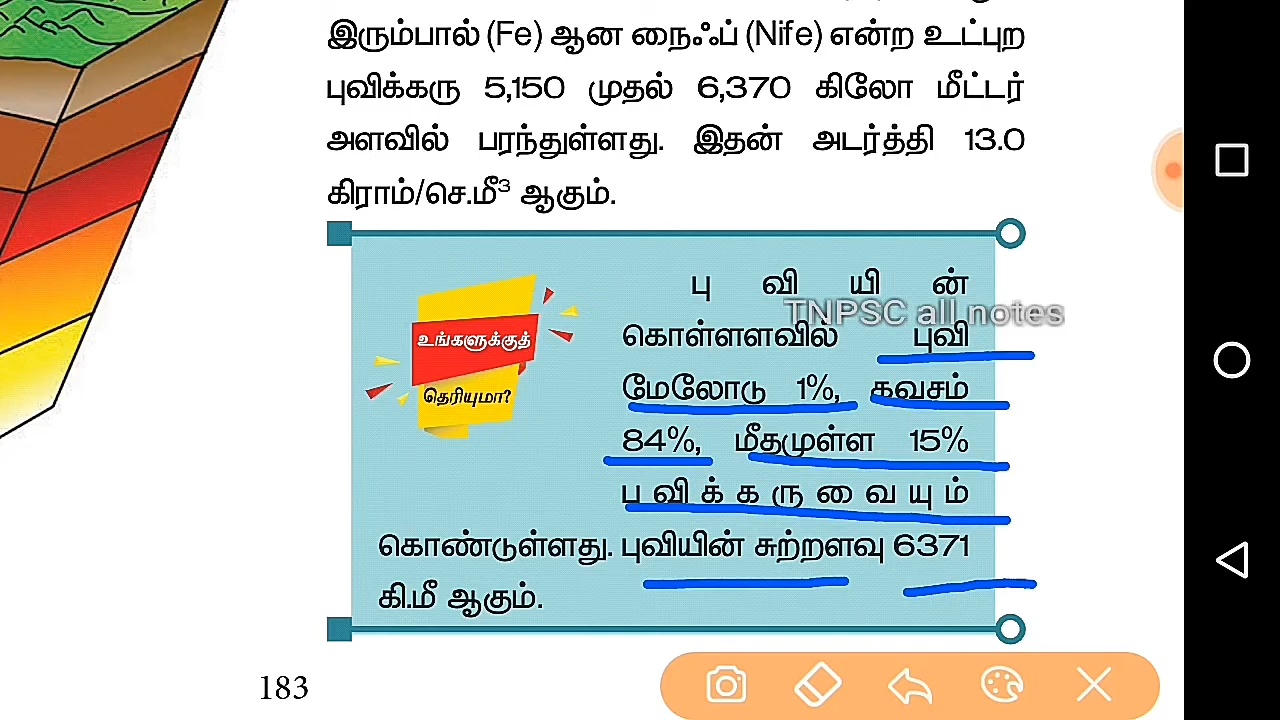 இரும்பால் (Fe) ஆன நைஃப் (Nife) என்ற உட்புற
புவிக்கரு 5,150 முதல் 6,370 கிலோ மீட்டர்
அளவில் பரந்துள்ளது. இதன் அடர்த்தி 13.0
கிராம்/செ.மீ³ ஆகும்.
உங்களுக்குத்
தெரியுமா?
புவியின்
TNPSC all notes
கொள்ளளவில் புவி
மேலோடு 1%, கவசம்
84%, மீதமுள்ள 15%
புவிக்கருவையும்
கொண்டுள்ளது. புவியின் சுற்றளவு 6371
கி.மீ ஆகும்.
183